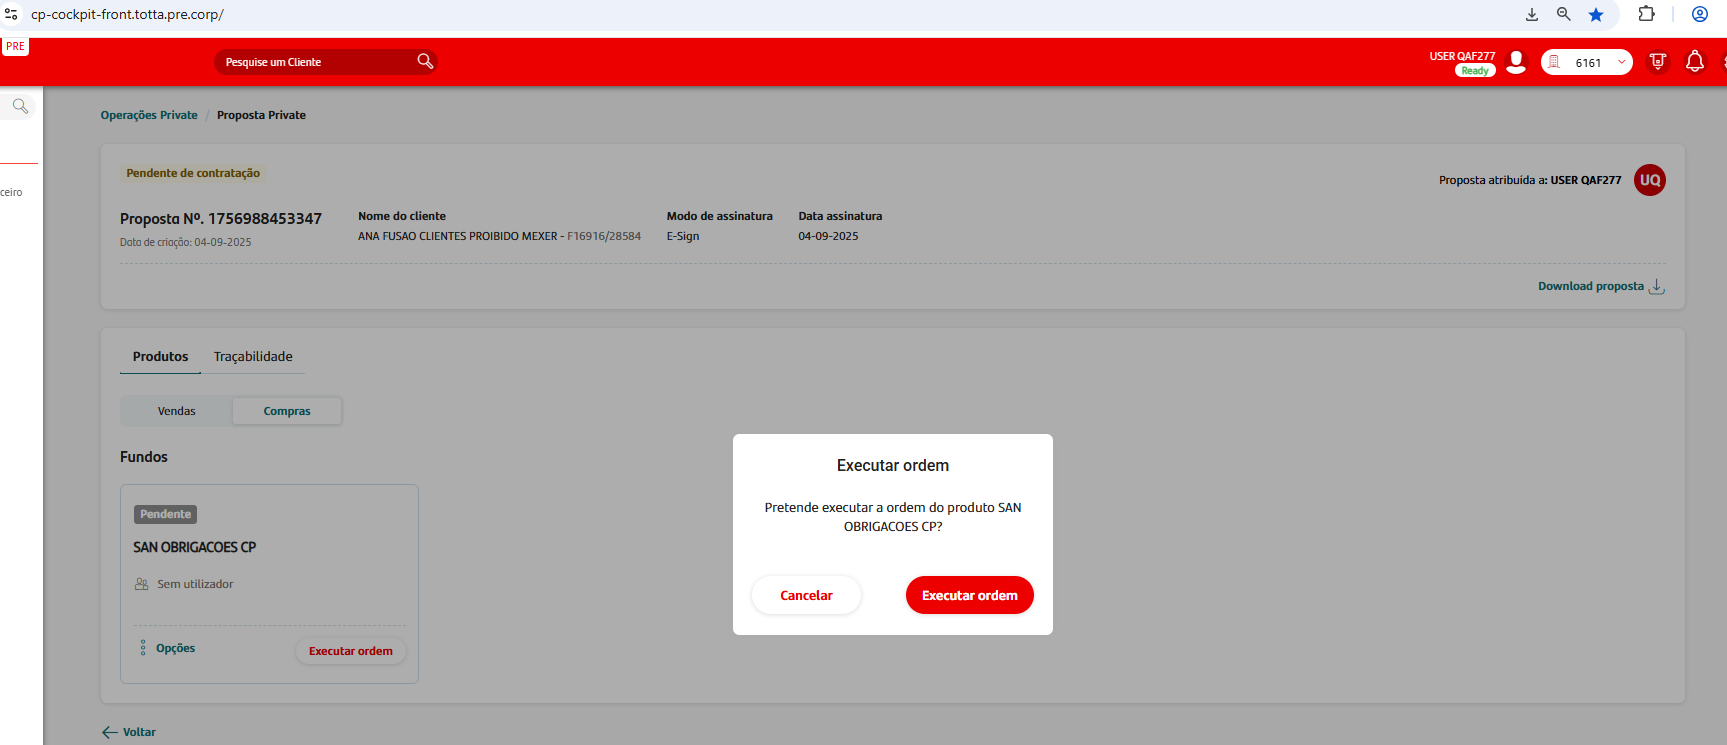 cp-cockpit-front.totta.pre.corp/
PRE
Pesquise um Cliente
USER QAF277
Ready
6161
Operações Private / Proposta Private
ceiro
Pendente de contratação
Proposta atribuída a: USER QAF277
UQ
Proposta Nº. 1756988453347
Data de criação: 04-09-2025
Nome do cliente
ANA FUSAO CLIENTES PROIBIDO MEXER - F16916/28584
Modo de assinatura
E-Sign
Data assinatura
04-09-2025
Download proposta
Produtos
Traçabilidade
Vendas
Compras
Fundos
Pendente
SAN OBRIGACOES CP
Sem utilizador
Opções
Executar ordem
Executar ordem
Pretende executar a ordem do produto SAN
OBRIGACOES CP?
Cancelar
Executar ordem
Voltar